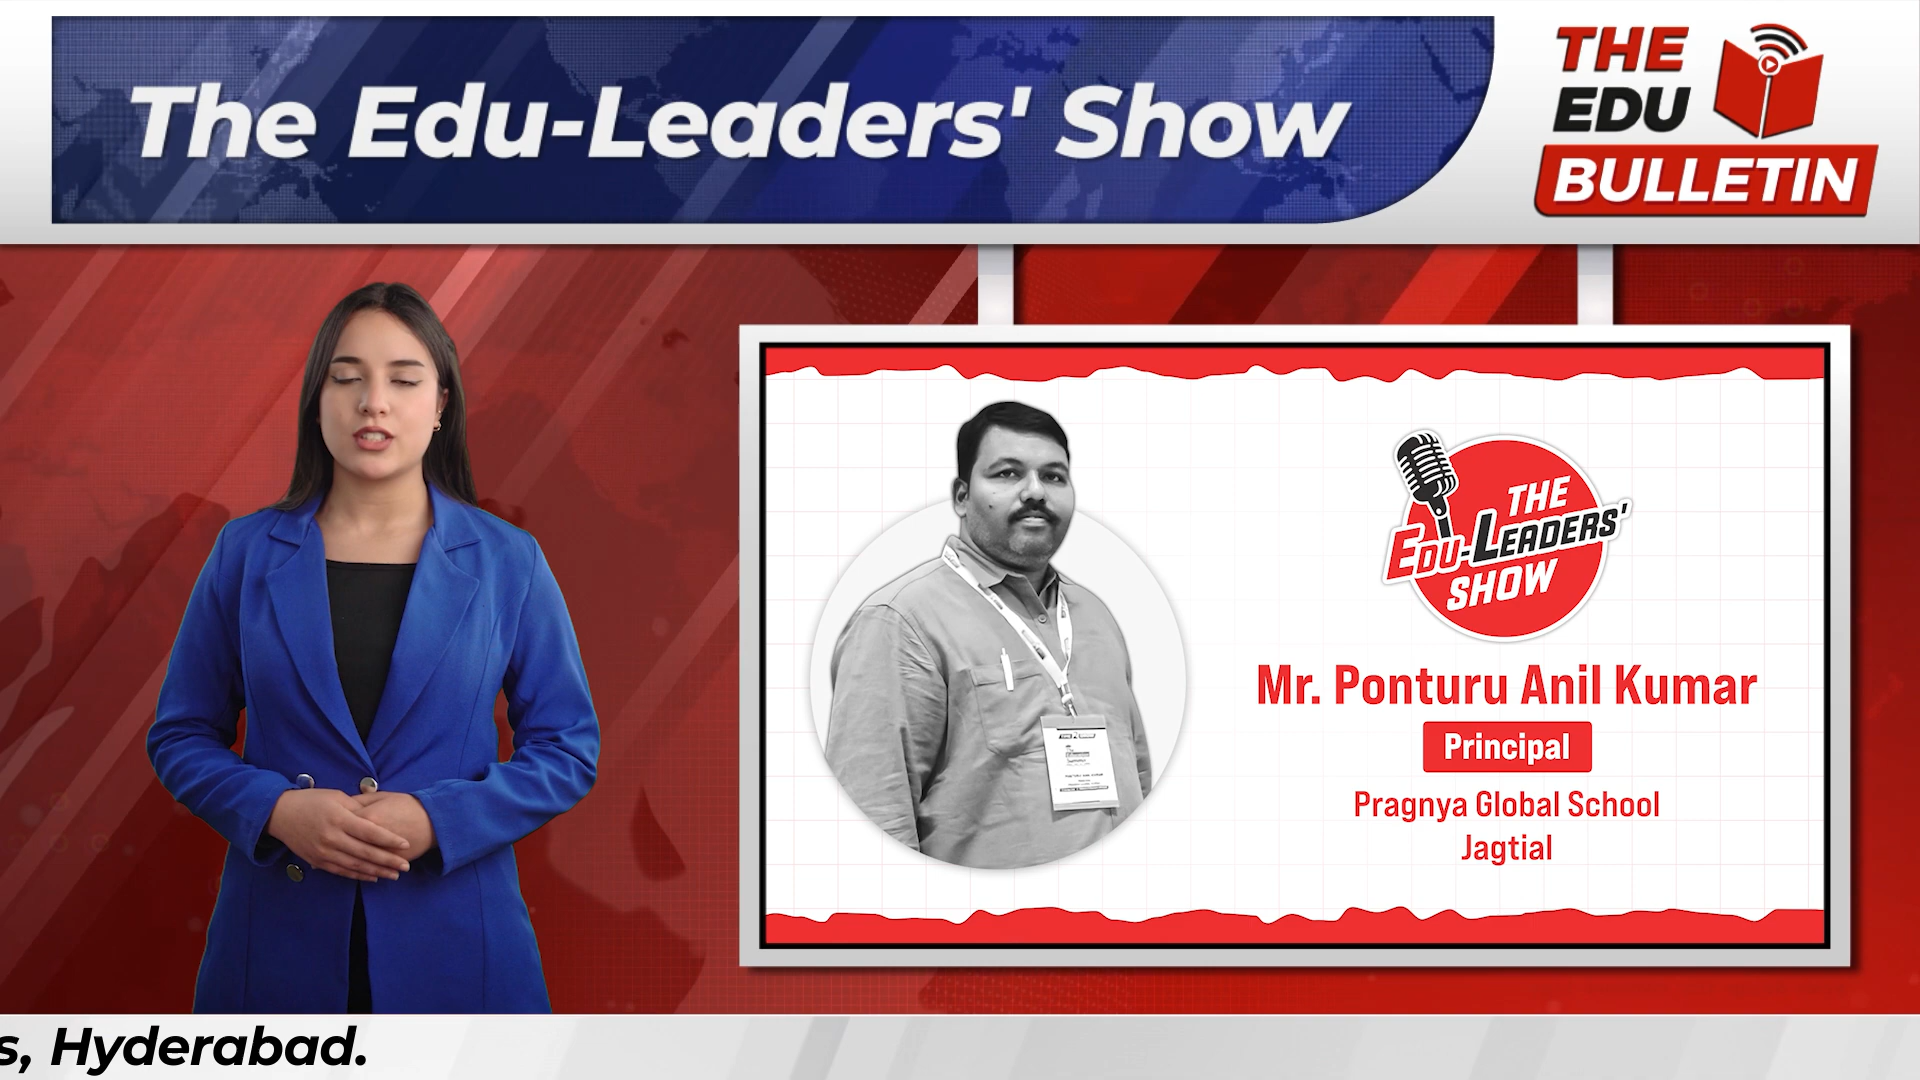 The Edu-Leaders' Show
THE
EDU
BULLETIN
THE
EDU-LEADERS'
SHOW
Mr. Ponturu Anil Kumar
Principal
Pragnya Global School
Jagtial
s, Hyderabad.